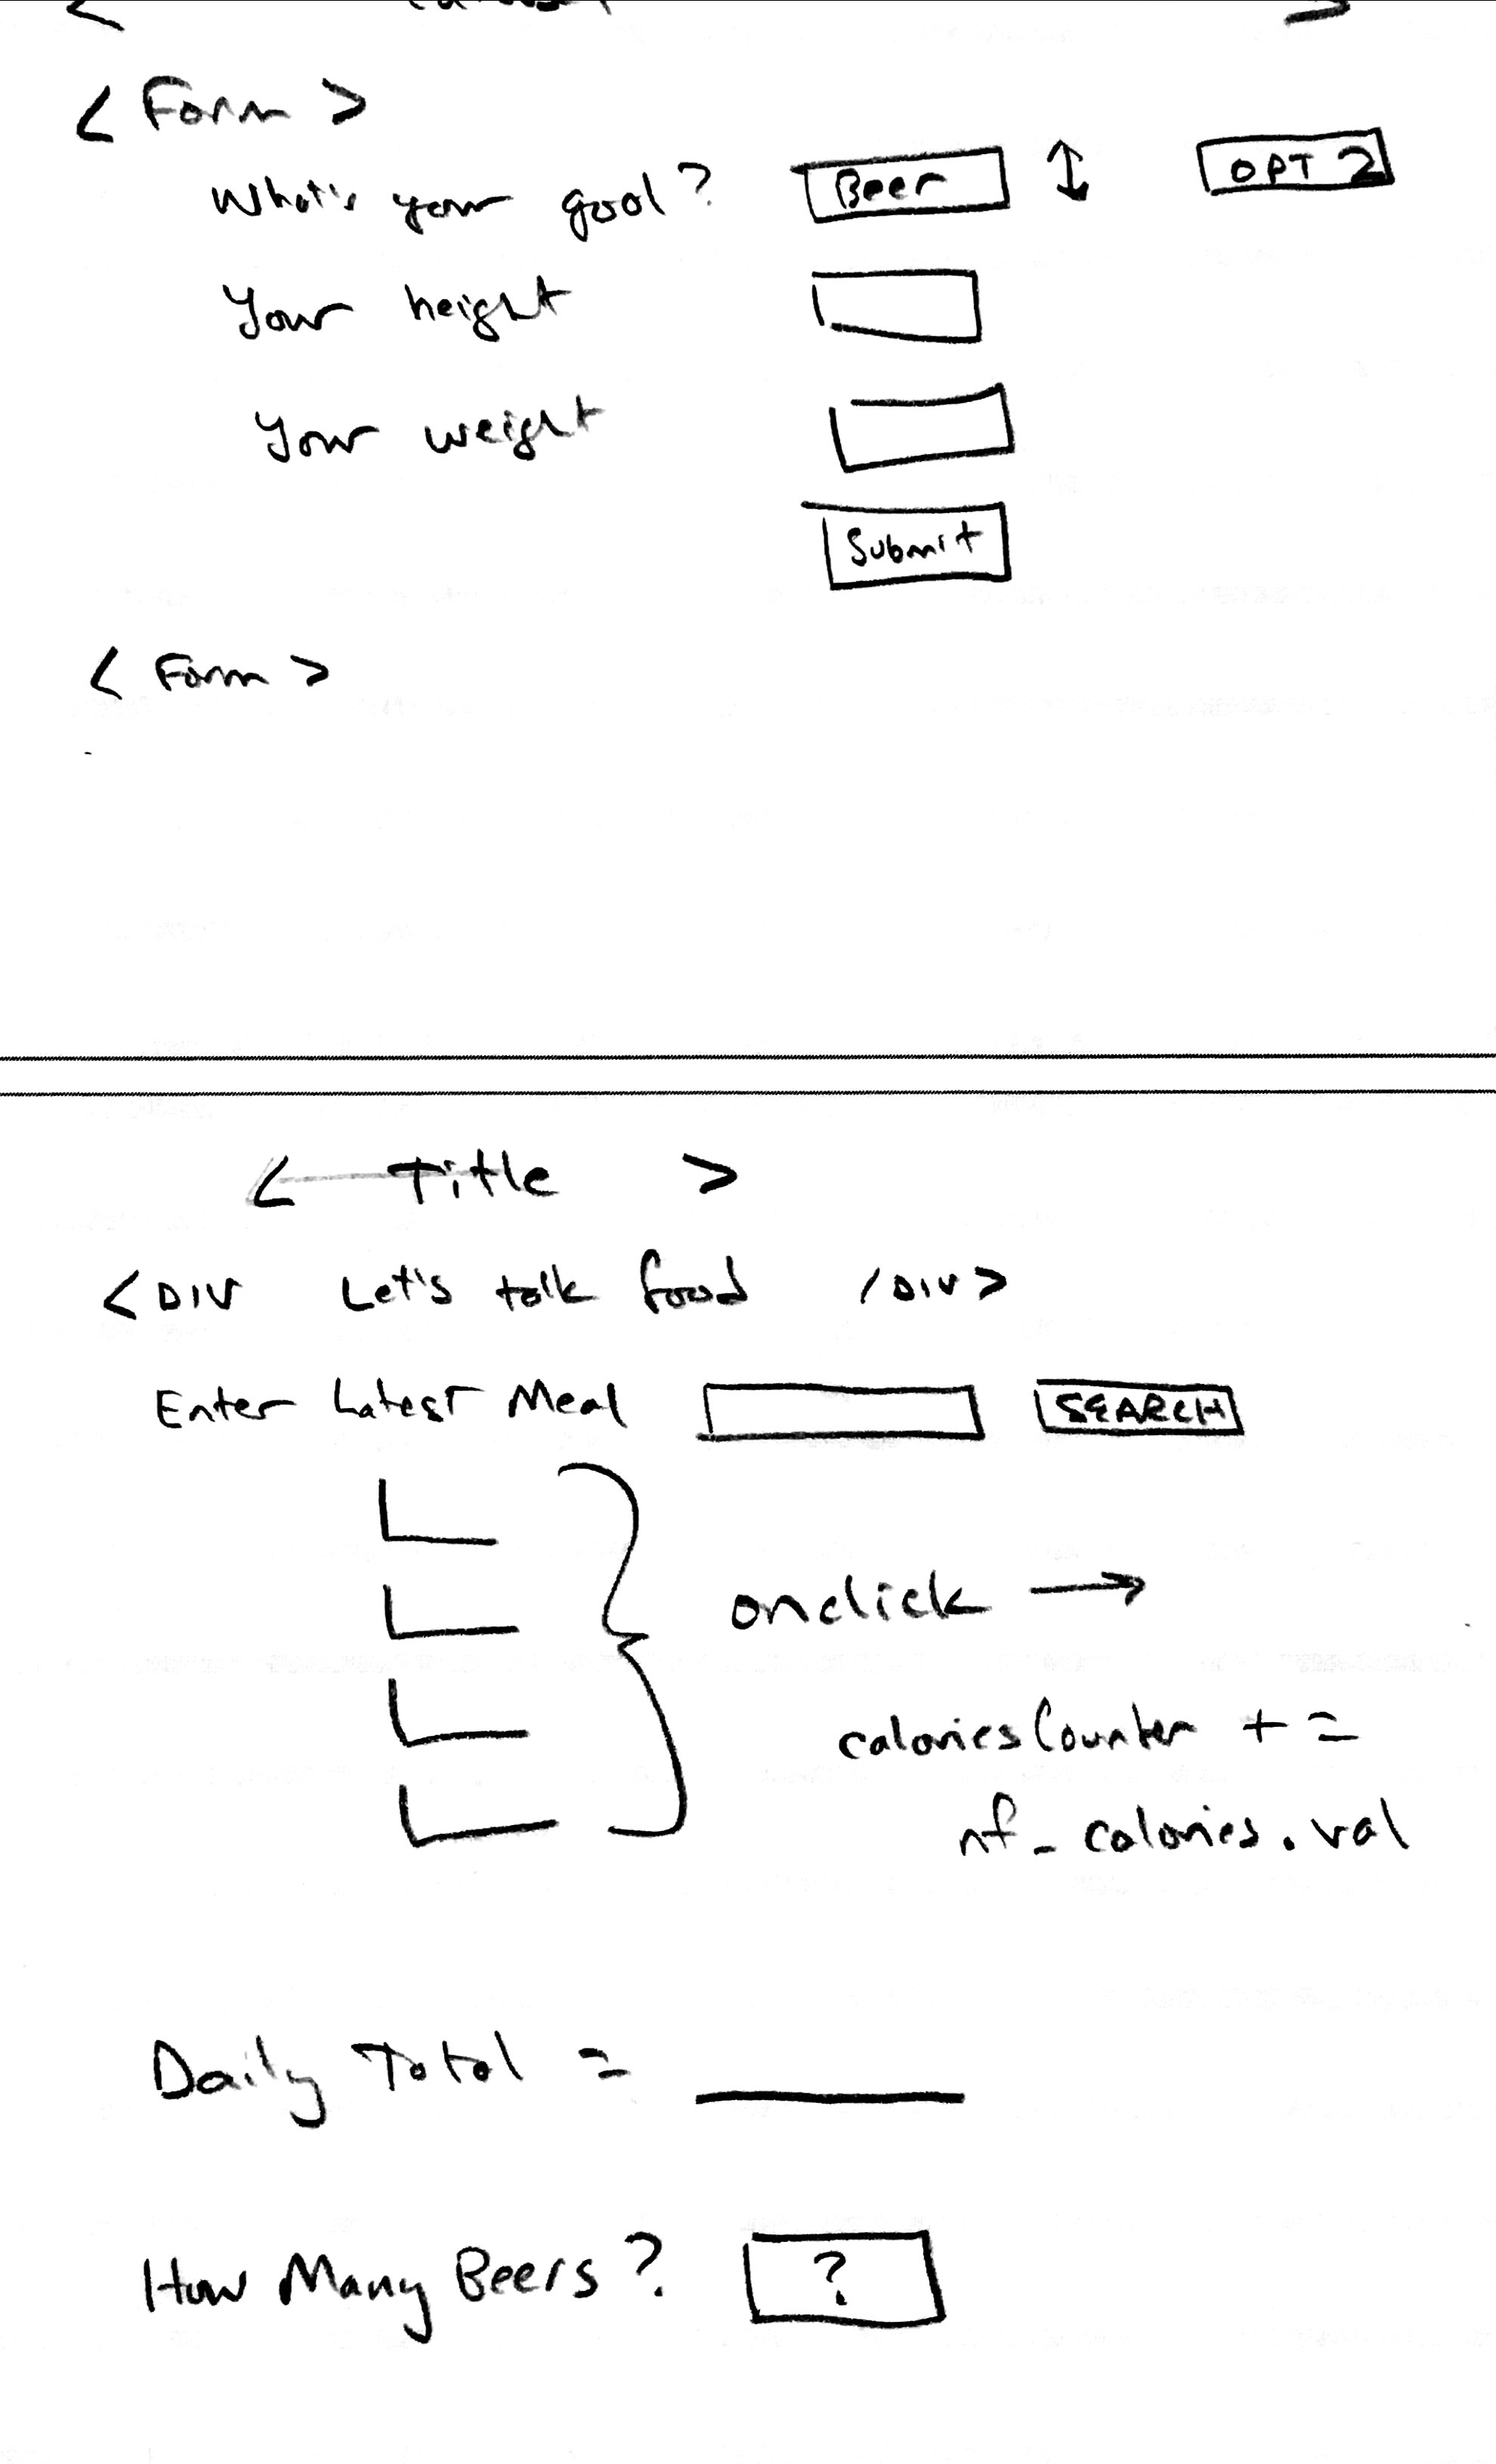 < Form >
What's your goal? Beer OPT 2
Your height
Your weight
Submit
< Form >
< Title >
<DIV Let's talk food /DIV>
Enter Latest Meal SEARCH
onclick →
caloriesCounter +=
nf_calories.val
Daily Total =
How Many Beers? ?